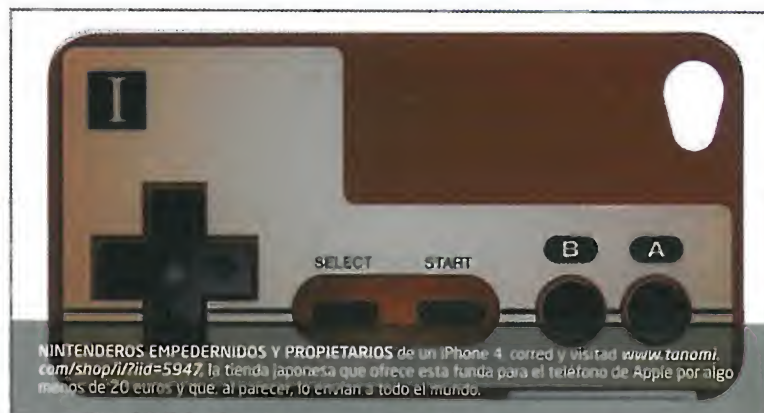 I
SELECT START
B A
NINTENDEROS EMPEDERNIDOS Y PROPIETARIOS de un iPhone 4, corred y visitad www.tanomi.
com/shop/i/?iid=5947, la tienda japonesa que ofrece esta funda para el teléfono de Apple por algo
menos de 20 euros y que, al parecer, lo envían a todo el mundo.